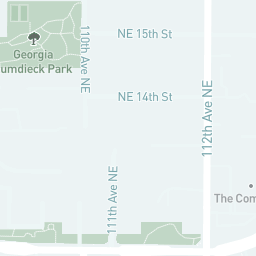 NE 15th St
Georgia
umdieck Park
110th Ave NE
NE 14th St
112th Ave NE
111th Ave NE
The Com